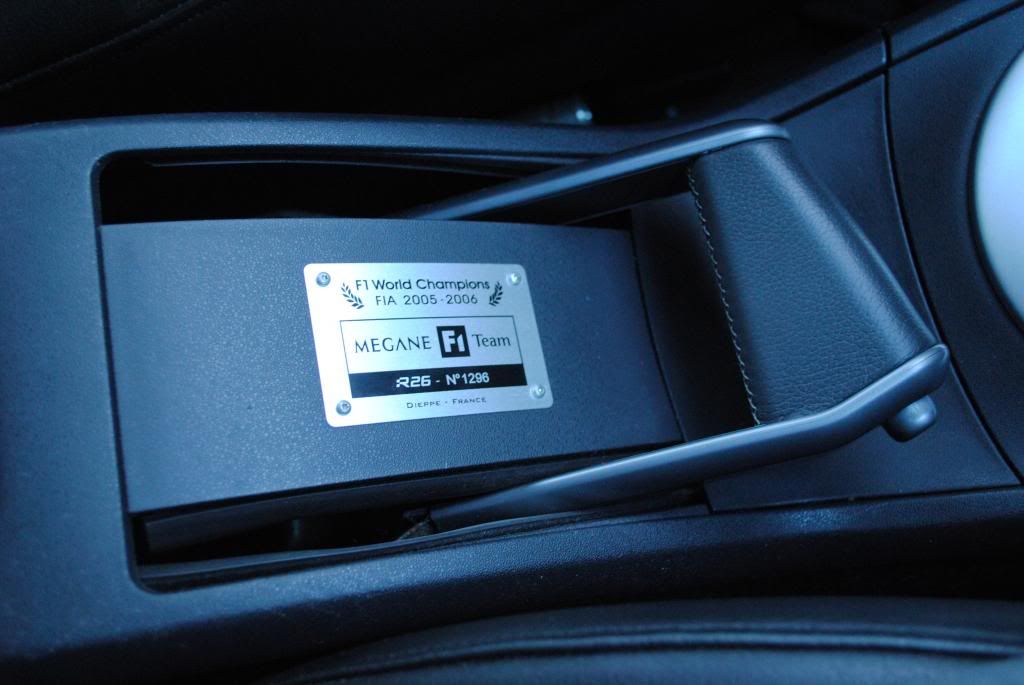 F1 World Champions
FIA 2005-2006
MEGANE F1 Team
R26 - N°1296
DIEPPE - FRANCE